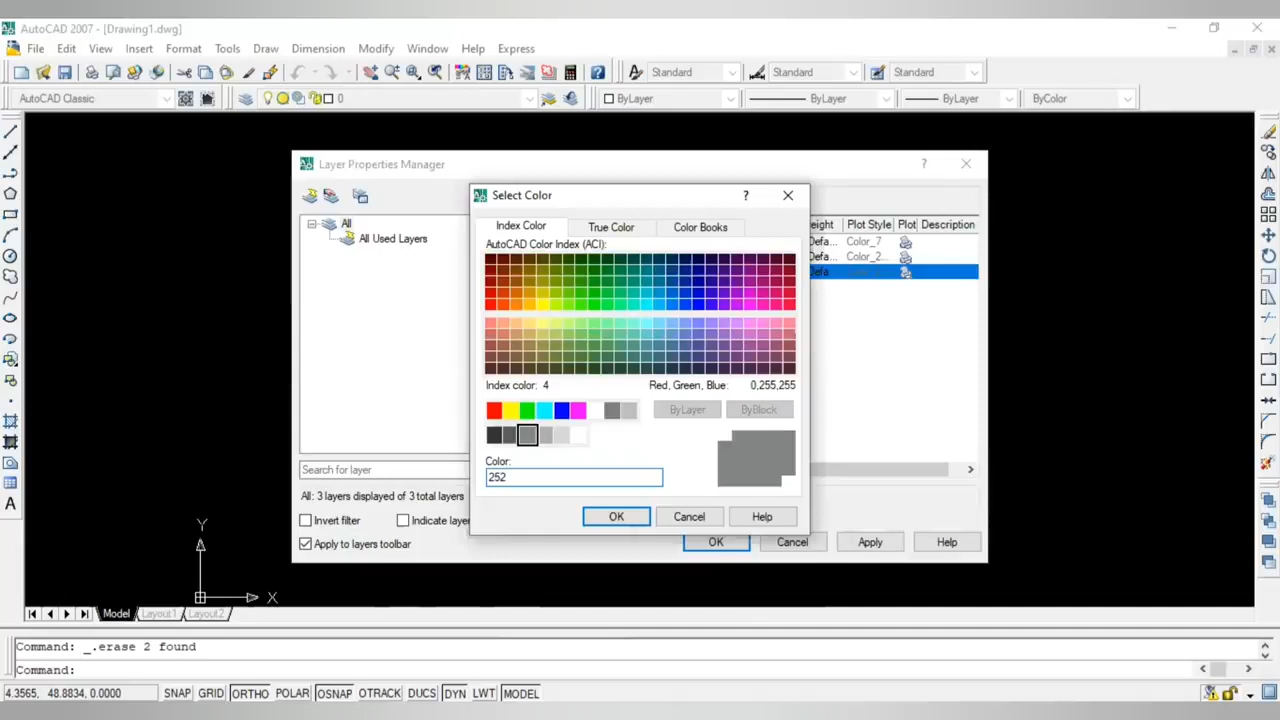 AutoCAD 2007 - [Drawing1.dwg]
File Edit View Insert Format Tools Draw Dimension Modify Window Help Express
Standard Standard Standard
AutoCAD Classic 0 ByLayer ByLayer ByLayer ByColor
Layer Properties Manager ?
Select Color ?
All
All Used Layers
Index Color True Color Color Books
eight Plot Style Plot Description
Defa... Color_7
Defa... Color_2...
Defa
AutoCAD Color Index (ACI):
Index color: 4 Red, Green, Blue: 0,255,255
ByLayer ByBlock
Color:
252
OK Cancel Help
Search for layer
All: 3 layers displayed of 3 total layers
Invert filter Indicate laye
Apply to layers toolbar
OK Cancel Apply Help
Y
X
Model Layout1 Layout2
Command: _.erase 2 found
Command:
4.3565, 48.8834, 0.0000 SNAP GRID ORTHO POLAR OSNAP OTRACK DUCS DYN LWT MODEL
A